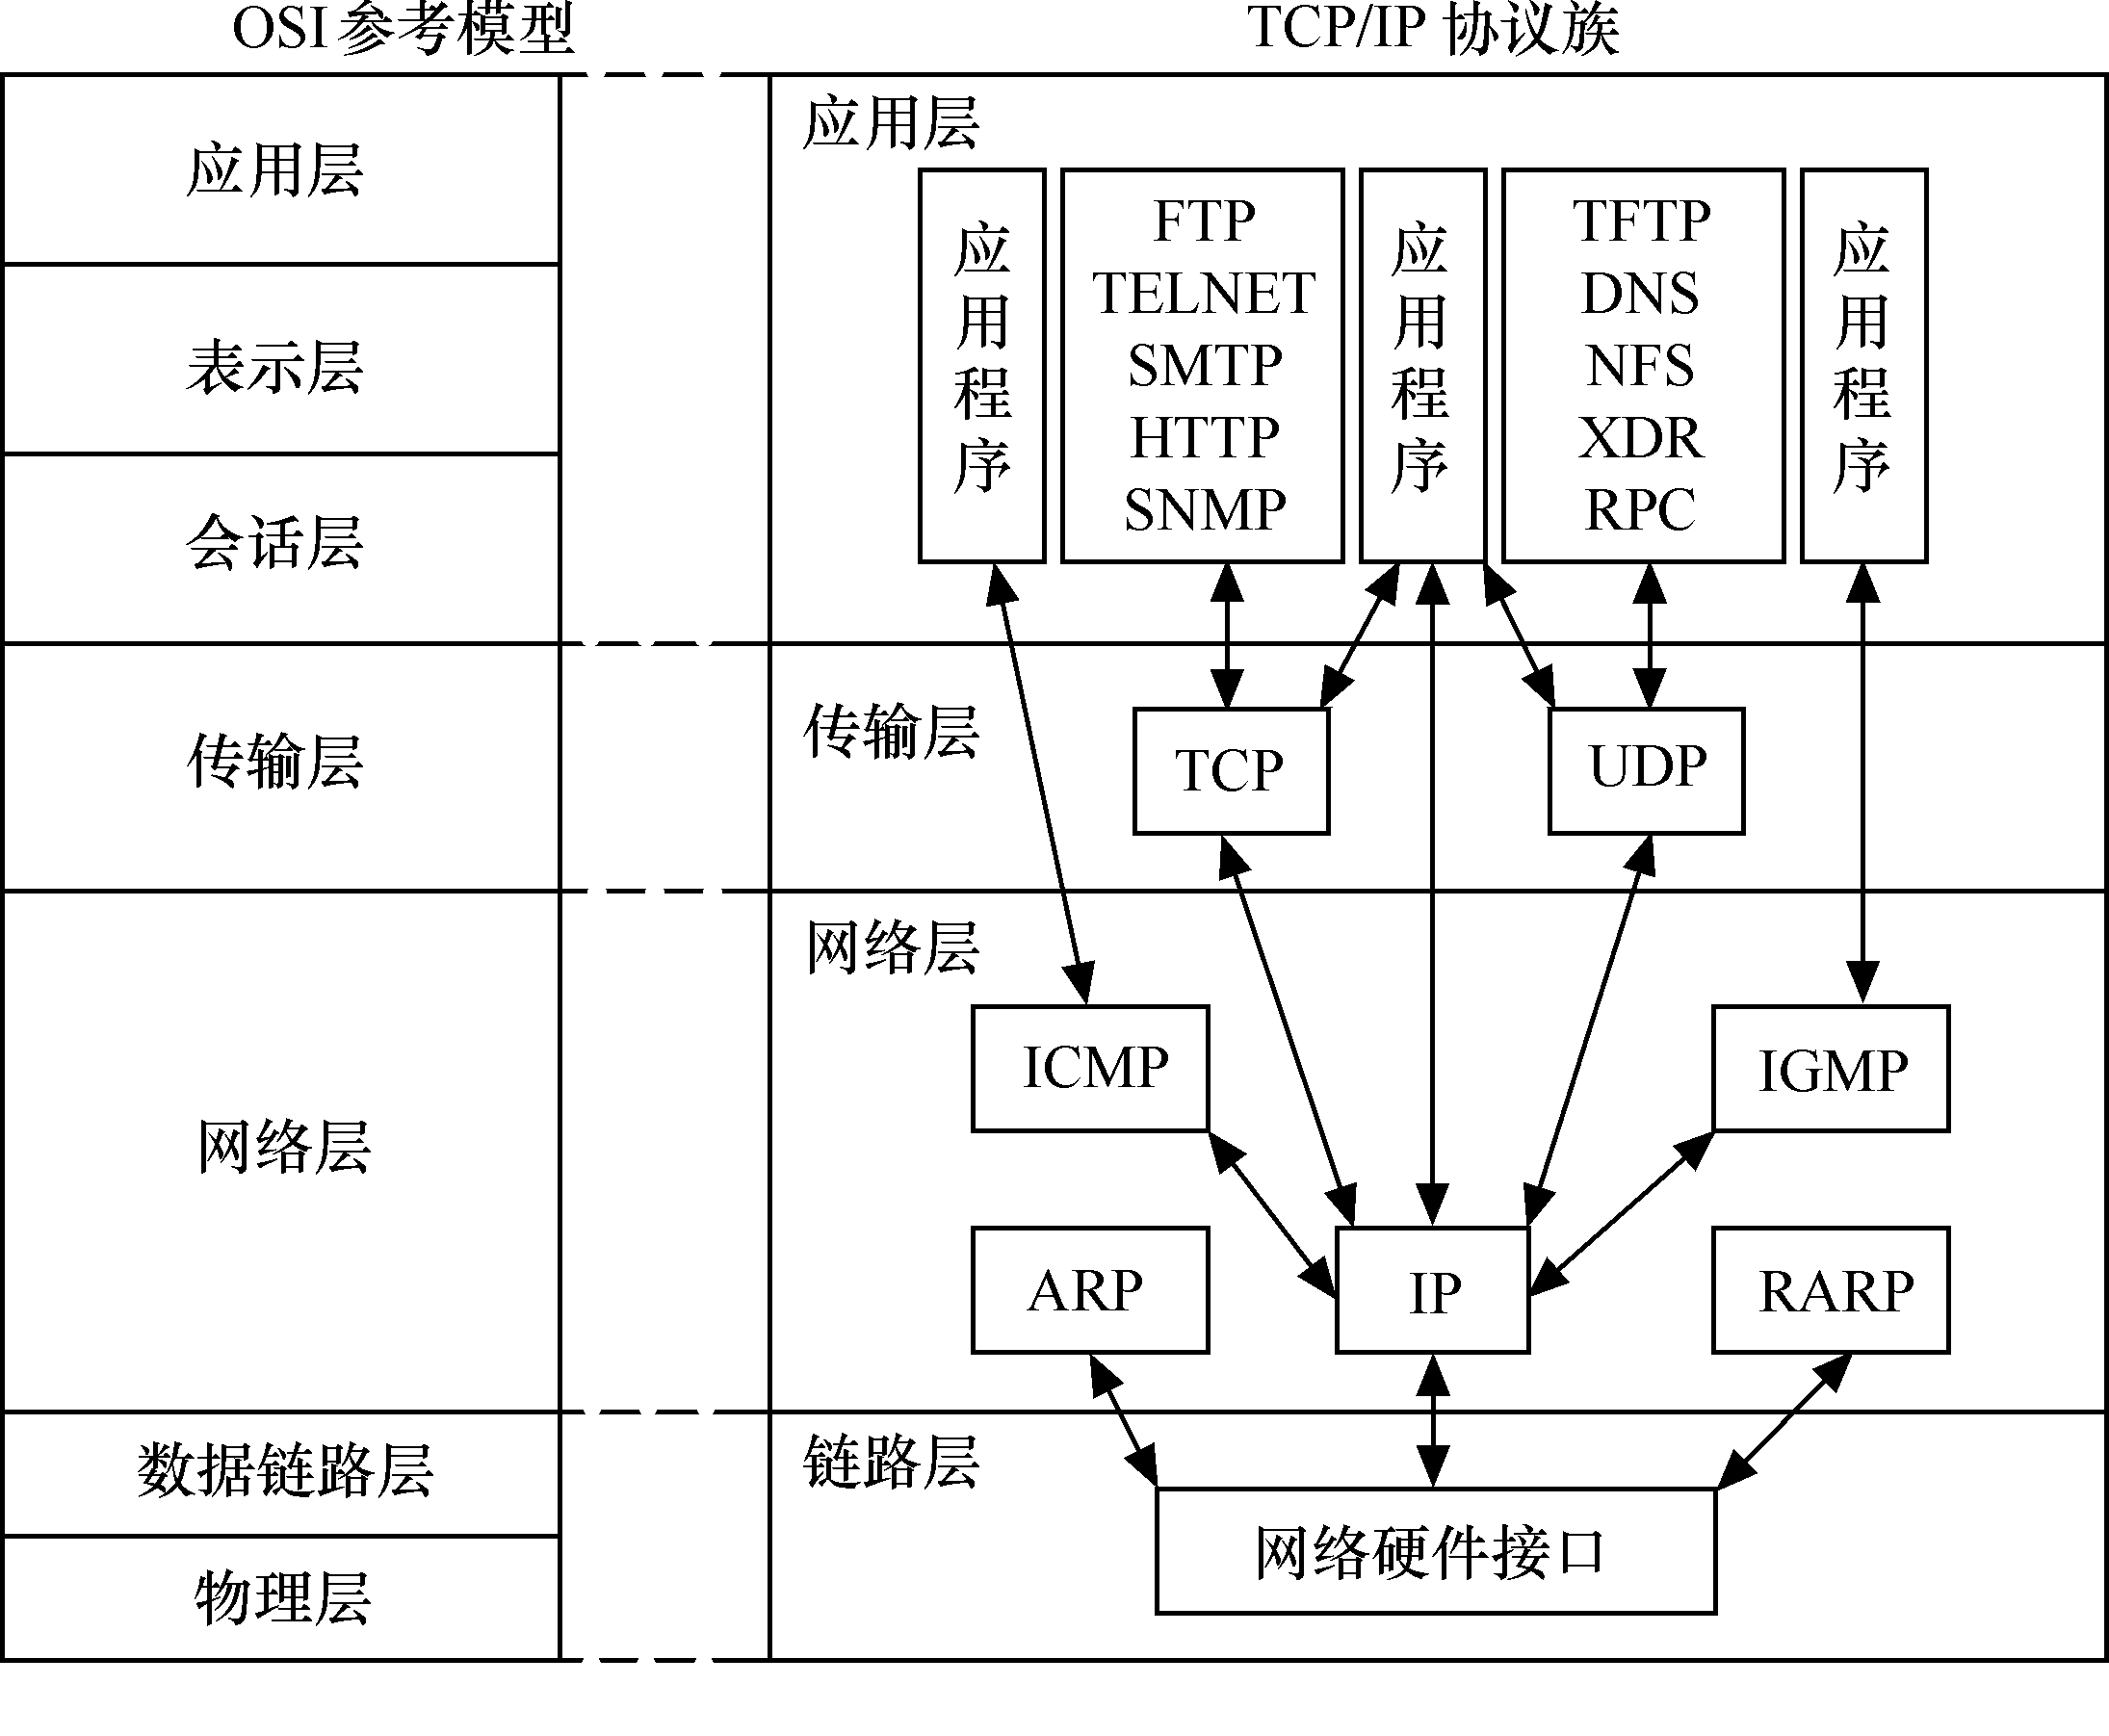 OSI参考模型
TCP/IP 协议族
应用层
表示层
会话层
传输层
网络层
数据链路层
物理层
应用层
应用程序
FTP
TELNET
SMTP
HTTP
SNMP
应用程序
TFTP
DNS
NFS
XDR
RPC
应用程序
传输层
TCP
UDP
网络层
ICMP
IGMP
ARP
IP
RARP
链路层
网络硬件接口